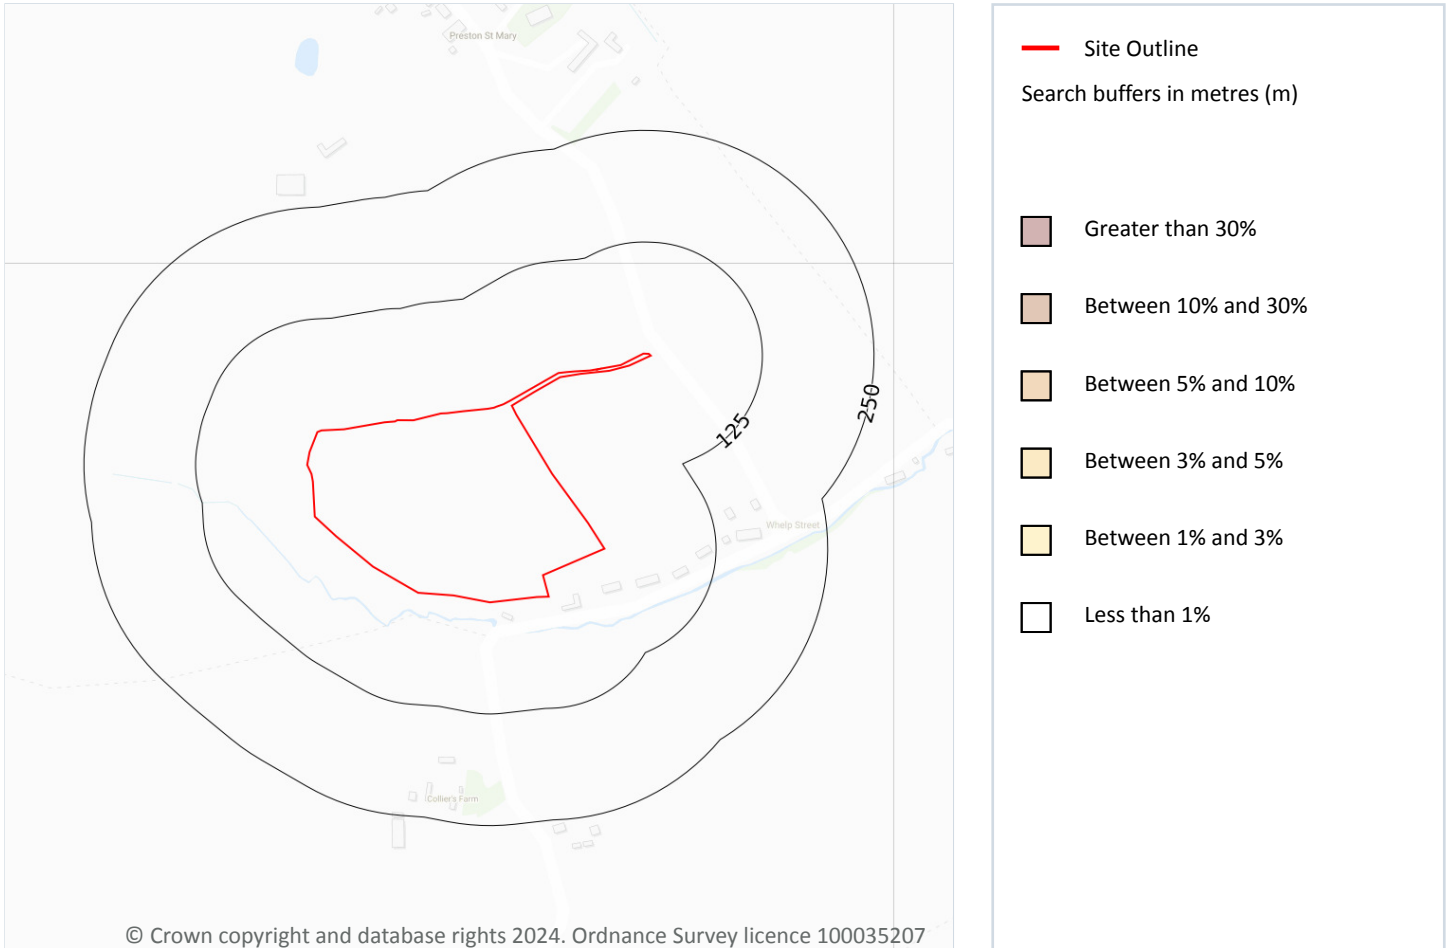 Preston St Mary
125
250
Whelp Street
Collier's Farm
© Crown copyright and database rights 2024. Ordnance Survey licence 100035207
Site Outline
Search buffers in metres (m)
Greater than 30%
Between 10% and 30%
Between 5% and 10%
Between 3% and 5%
Between 1% and 3%
Less than 1%